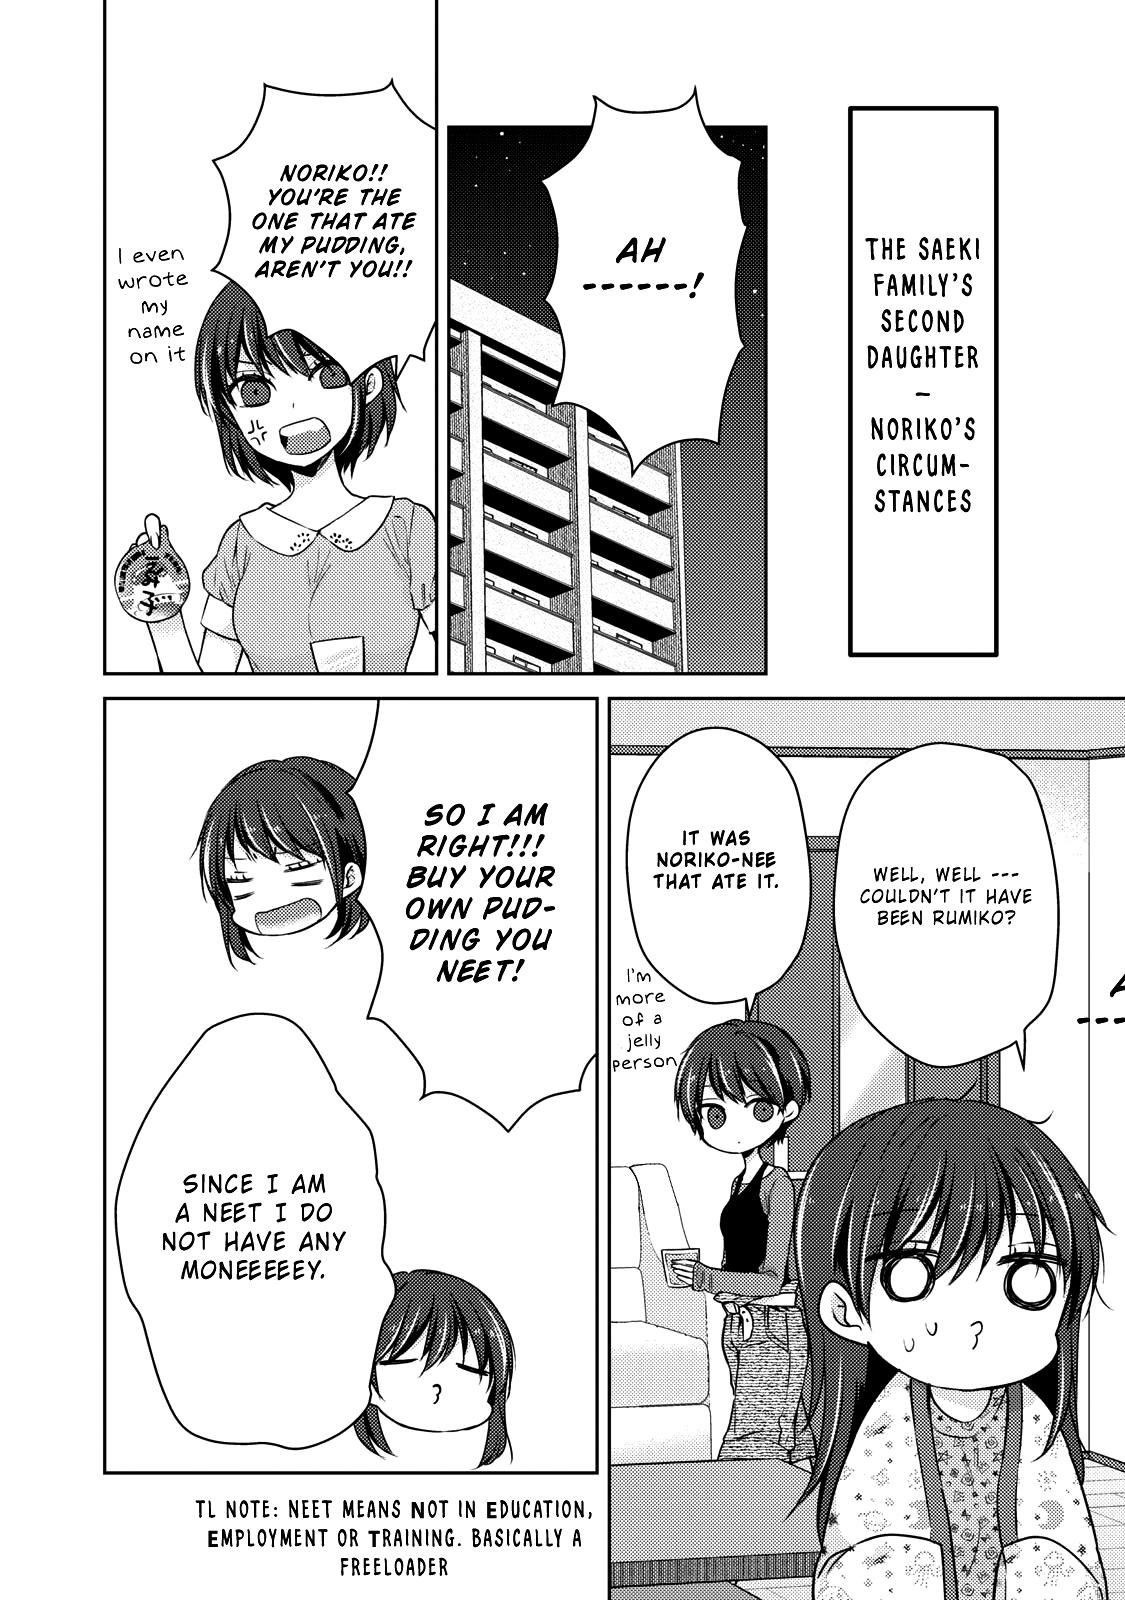 THE SAEKI
FAMILY'S
SECOND
DAUGHTER
–
NORIKO'S
CIRCUM-
STANCES
AH
------!
NORIKO!!
YOU'RE THE
ONE THAT ATE
MY PUDDING,
AREN'T YOU!!
I even
wrote
my
name
on it
WELL, WELL ---
COULDN'T IT HAVE
BEEN RUMIKO?
IT WAS
NORIKO-NEE
THAT ATE IT.
I'm
more
of a
jelly
person
SO I AM
RIGHT!!!
BUY YOUR
OWN PUD-
DING YOU
NEET!
SINCE I AM
A NEET I DO
NOT HAVE ANY
MONEEEEEY.
TL NOTE: NEET MEANS NOT IN EDUCATION,
EMPLOYMENT OR TRAINING. BASICALLY A
FREELOADER